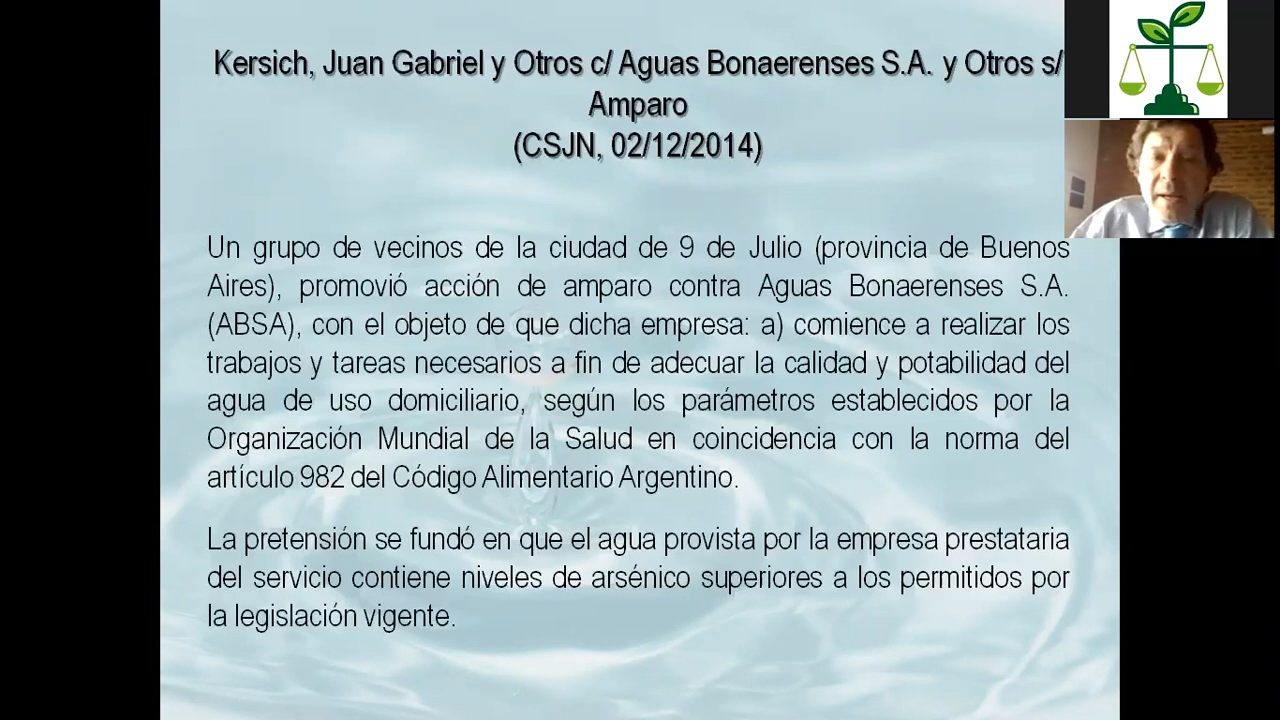 Kersich, Juan Gabriel y Otros c/ Aguas Bonaerenses S.A. y Otros s/
Amparo
(CSJN, 02/12/2014)
Un grupo de vecinos de la ciudad de 9 de Julio (provincia de Buenos
Aires), promovió acción de amparo contra Aguas Bonaerenses S.A.
(ABSA), con el objeto de que dicha empresa: a) comience a realizar los
trabajos y tareas necesarios a fin de adecuar la calidad y potabilidad del
agua de uso domiciliario, según los parámetros establecidos por la
Organización Mundial de la Salud en coincidencia con la norma del
artículo 982 del Código Alimentario Argentino.
La pretensión se fundó en que el agua provista por la empresa prestataria
del servicio contiene niveles de arsénico superiores a los permitidos por
la legislación vigente.